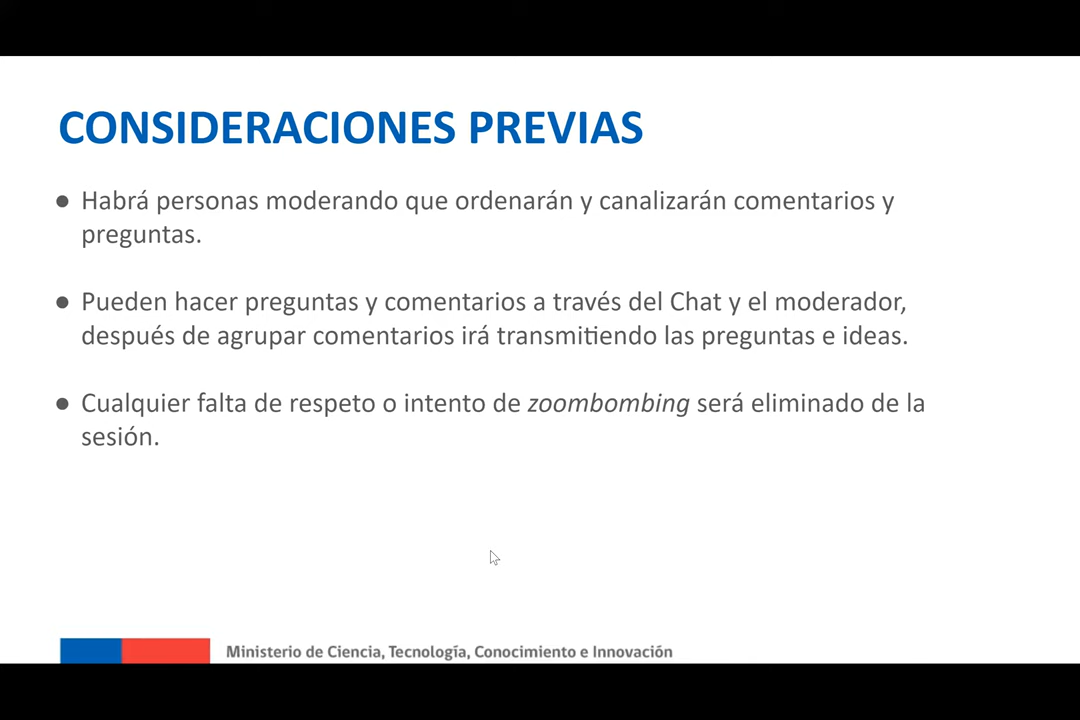 CONSIDERACIONES PREVIAS
● Habrá personas moderando que ordenarán y canalizarán comentarios y
preguntas.
● Pueden hacer preguntas y comentarios a través del Chat y el moderador,
después de agrupar comentarios irá transmitiendo las preguntas e ideas.
● Cualquier falta de respeto o intento de zoombombing será eliminado de la
sesión.
Ministerio de Ciencia, Tecnología, Conocimiento e Innovación